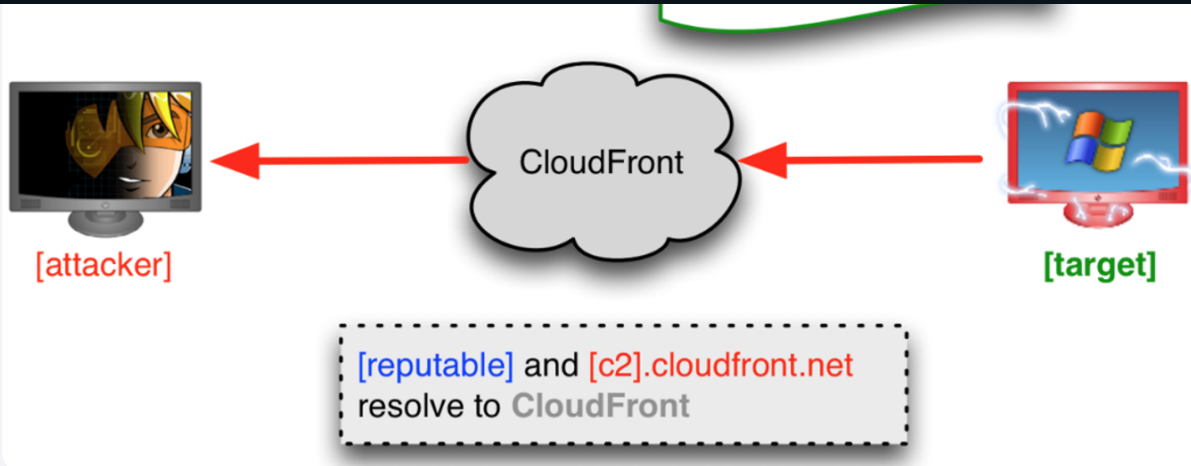 CloudFront
[attacker]
[target]
[reputable] and [c2].cloudfront.net
resolve to CloudFront